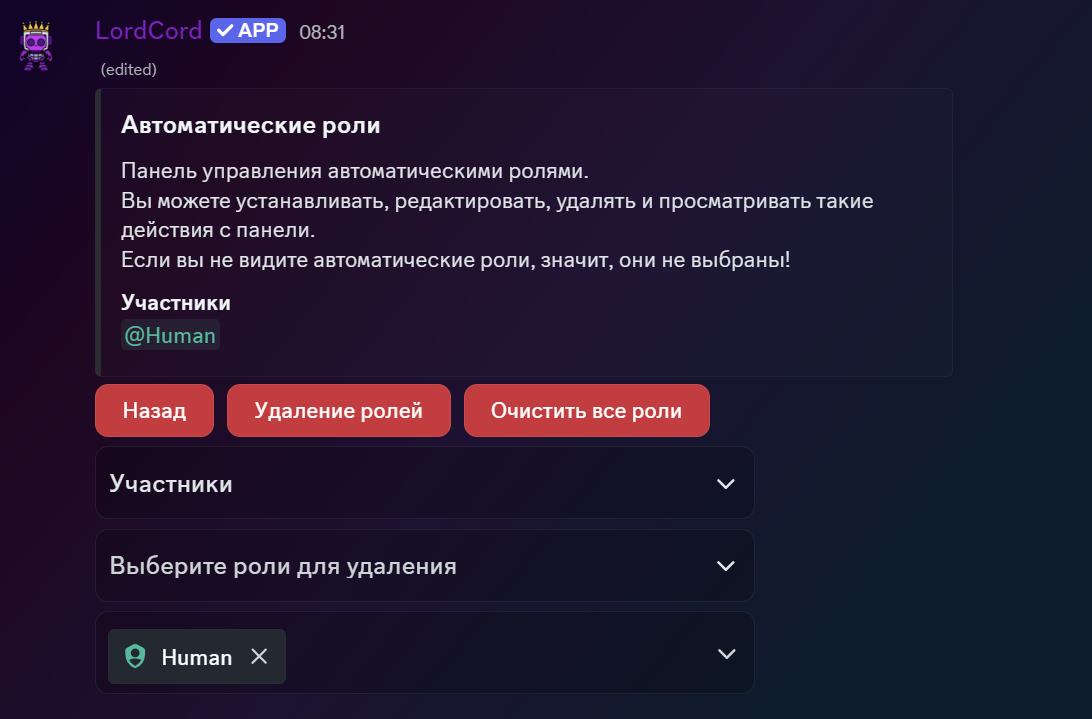 LordCord APP 08:31
(edited)
Автоматические роли
Панель управления автоматическими ролями.
Вы можете устанавливать, редактировать, удалять и просматривать такие
действия с панели.
Если вы не видите автоматические роли, значит, они не выбраны!
Участники
@Human
Назад Удаление ролей Очистить все роли
Участники
Выберите роли для удаления
Human